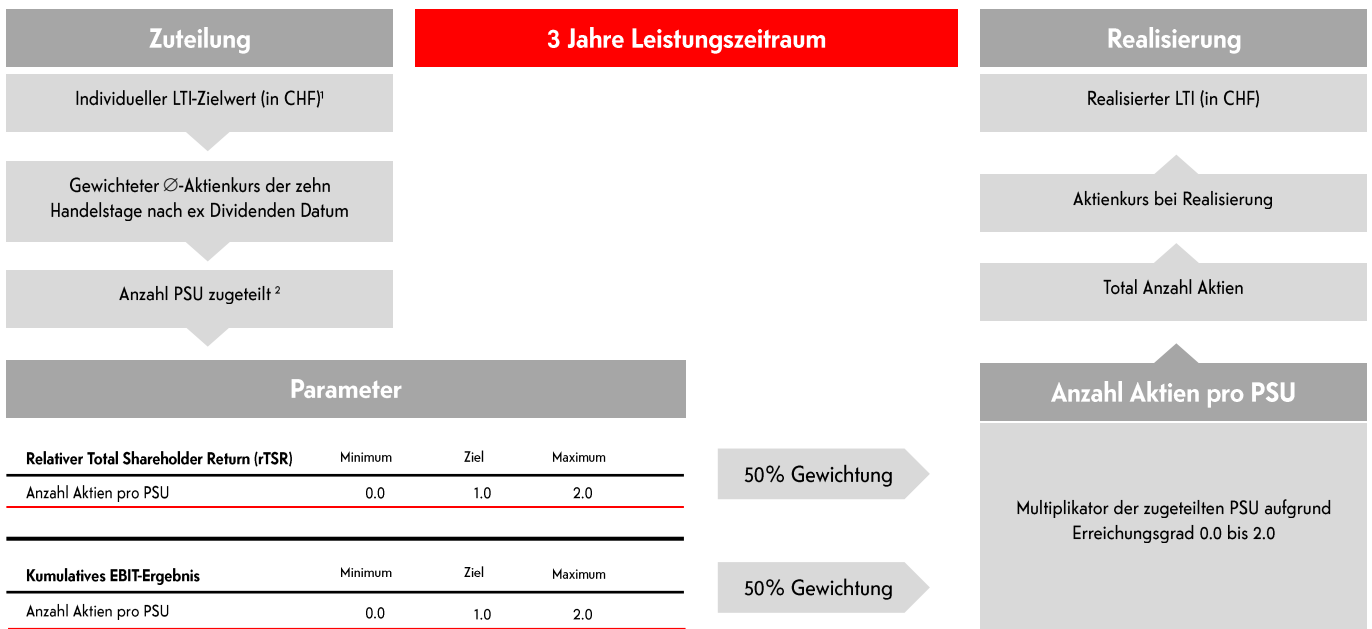 Zuteilung
Individueller LTI-Zielwert (in CHF)¹
Gewichteter ∅-Aktienkurs der zehn
Handelstage nach ex Dividenden Datum
Anzahl PSU zugeteilt ²
3 Jahre Leistungszeitraum
Parameter
Relativer Total Shareholder Return (rTSR) Minimum Ziel Maximum
Anzahl Aktien pro PSU 0.0 1.0 2.0
50% Gewichtung
Kumulatives EBIT-Ergebnis Minimum Ziel Maximum
Anzahl Aktien pro PSU 0.0 1.0 2.0
50% Gewichtung
Realisierung
Realisierter LTI (in CHF)
Aktienkurs bei Realisierung
Total Anzahl Aktien
Anzahl Aktien pro PSU
Multiplikator der zugeteilten PSU aufgrund
Erreichungsgrad 0.0 bis 2.0